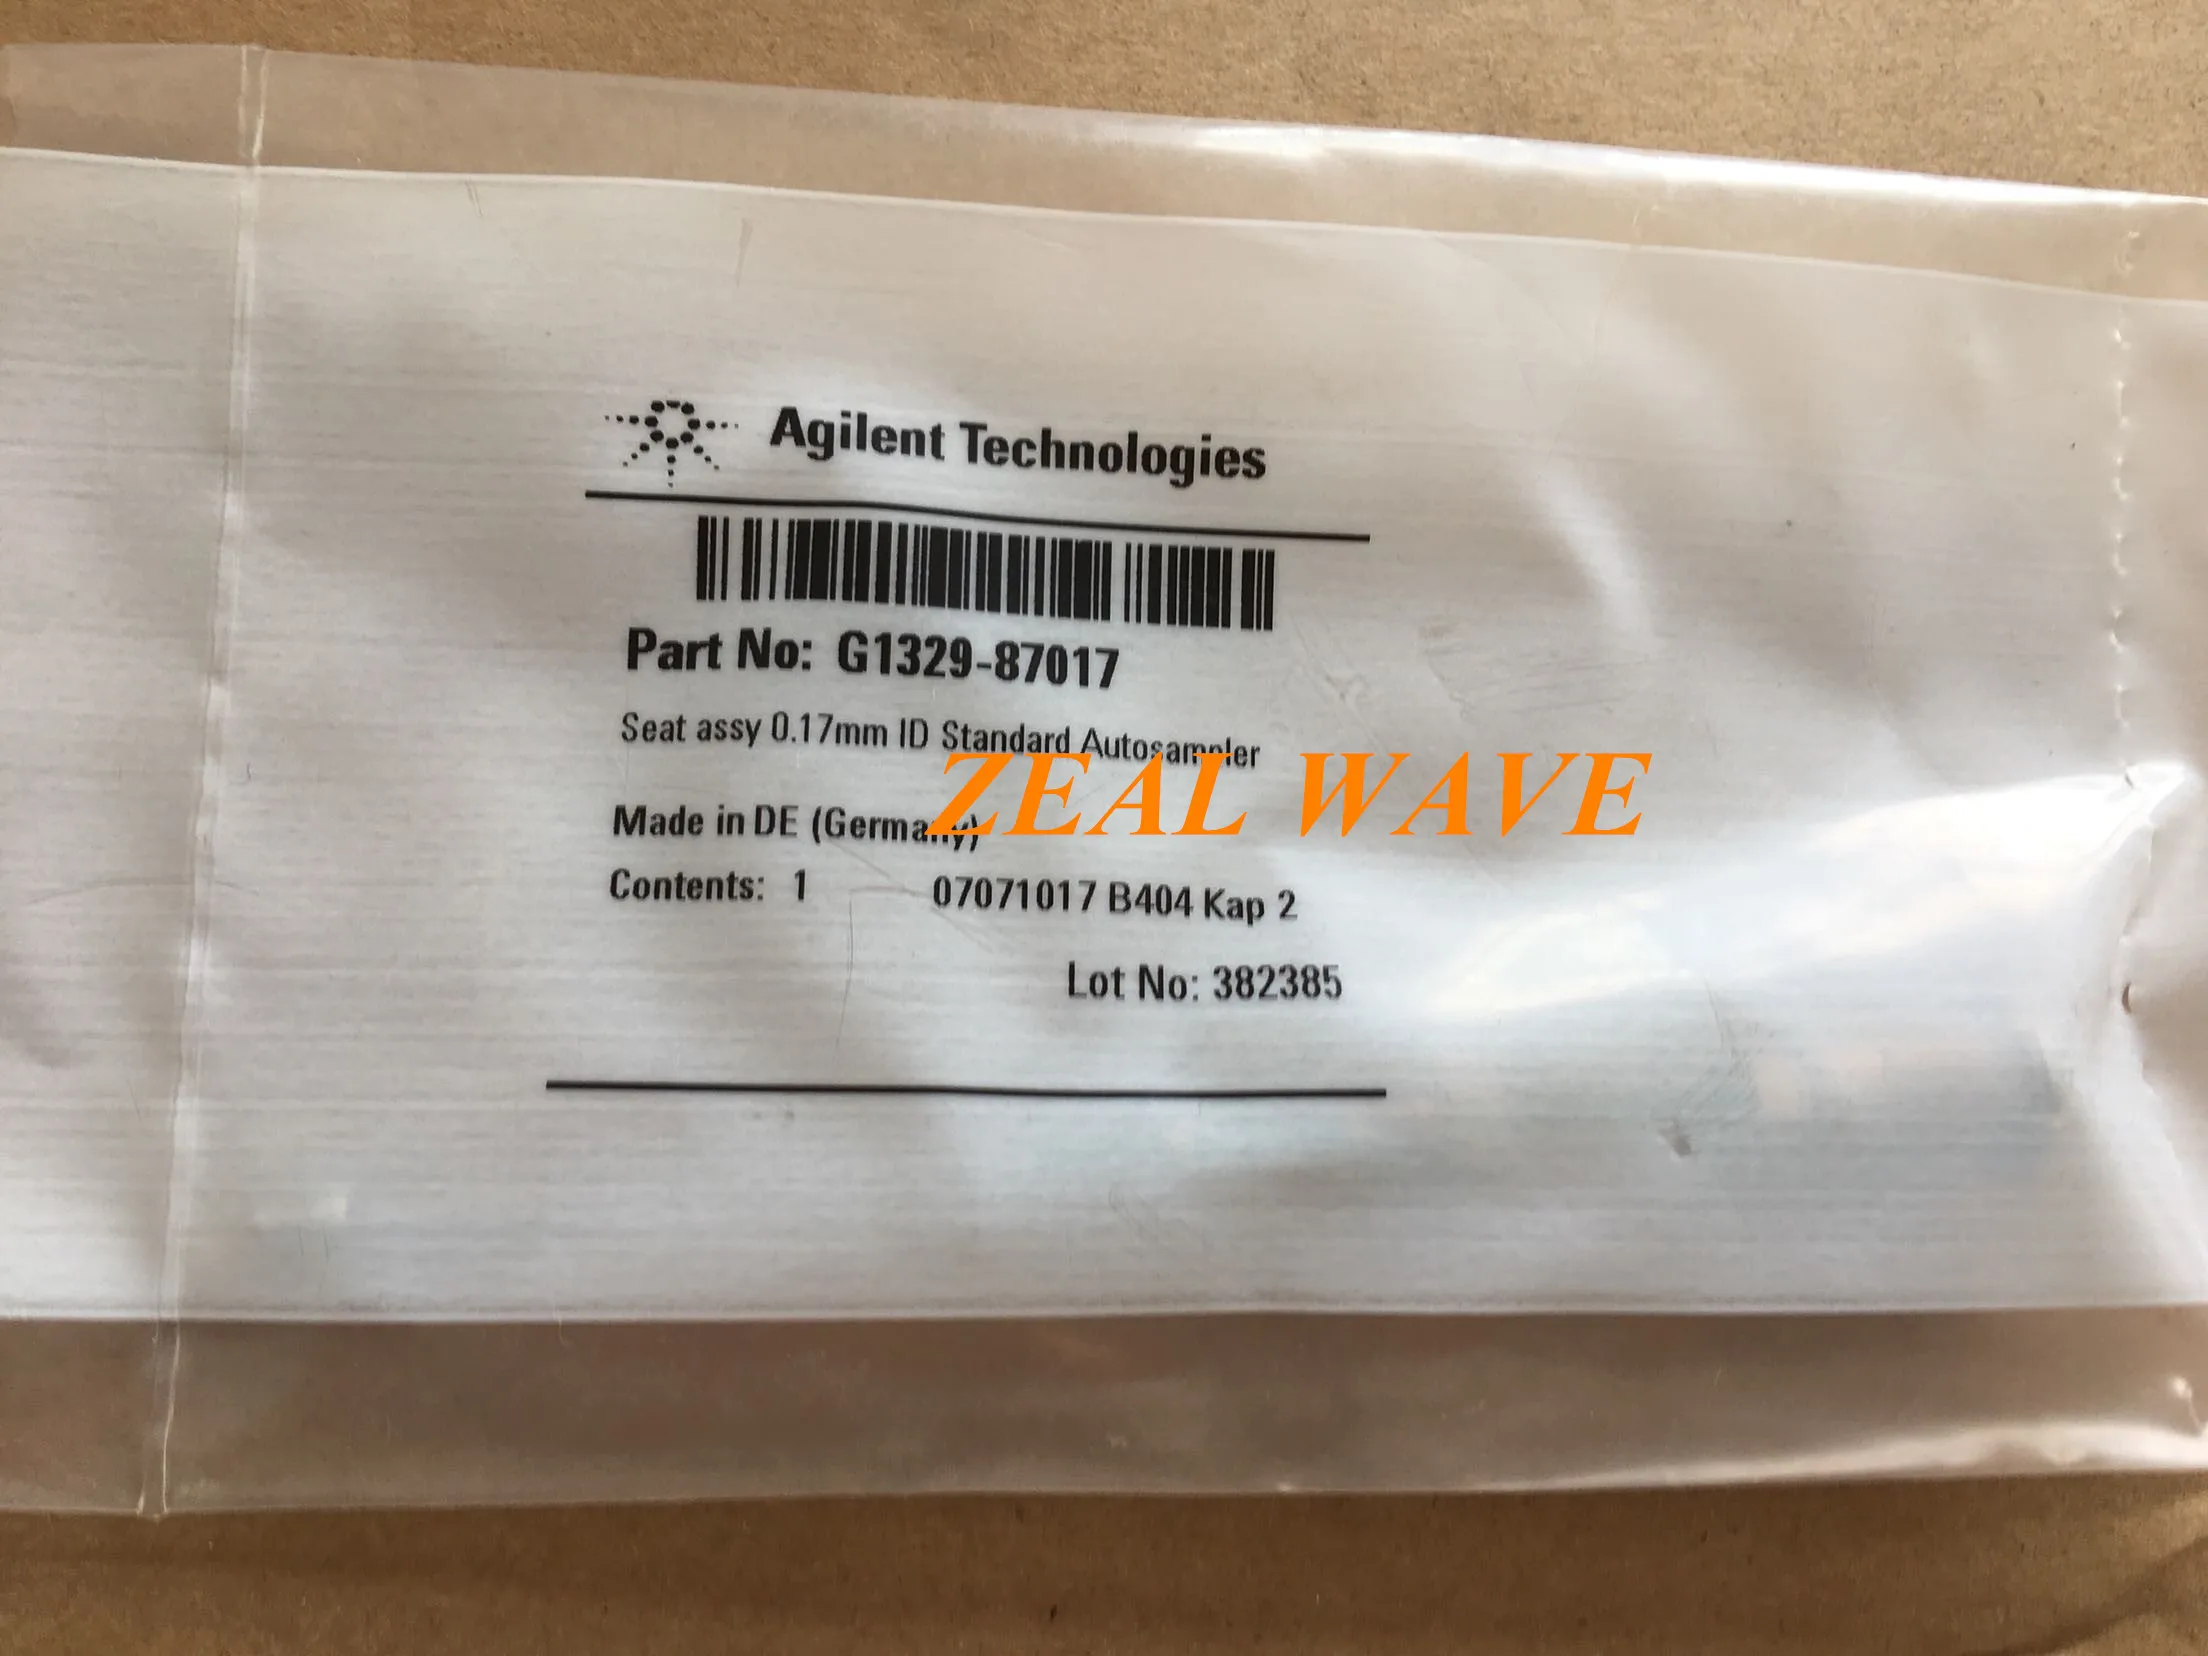 Agilent Technologies
Part No: G1329-87017
Seat assy 0.17mm ID Standard Autosampler
ZEAL WAVE
Made in DE (Germany)
Contents: 1 07071017 B404 Kap 2
Lot No: 382385